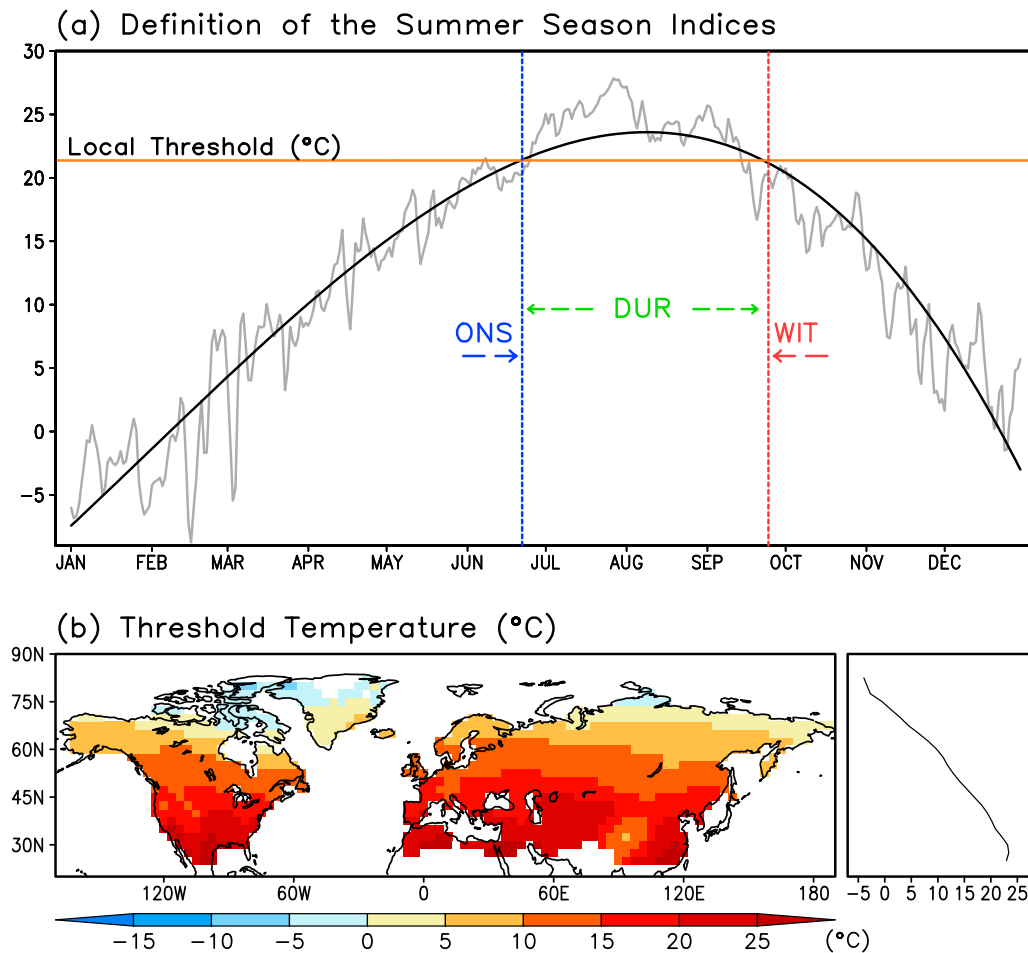 (a) Definition of the Summer Season Indices
30
25
Local Threshold (°C)
20
15
10
DUR
ONS
WIT
5
0
−5
JAN FEB MAR APR MAY JUN JUL AUG SEP OCT NOV DEC
(b) Threshold Temperature (°C)
90N
75N
60N
45N
30N
120W 60W 0 60E 120E 180
−5 0 5 10 15 20 25
−15 −10 −5 0 5 10 15 20 25 (°C)